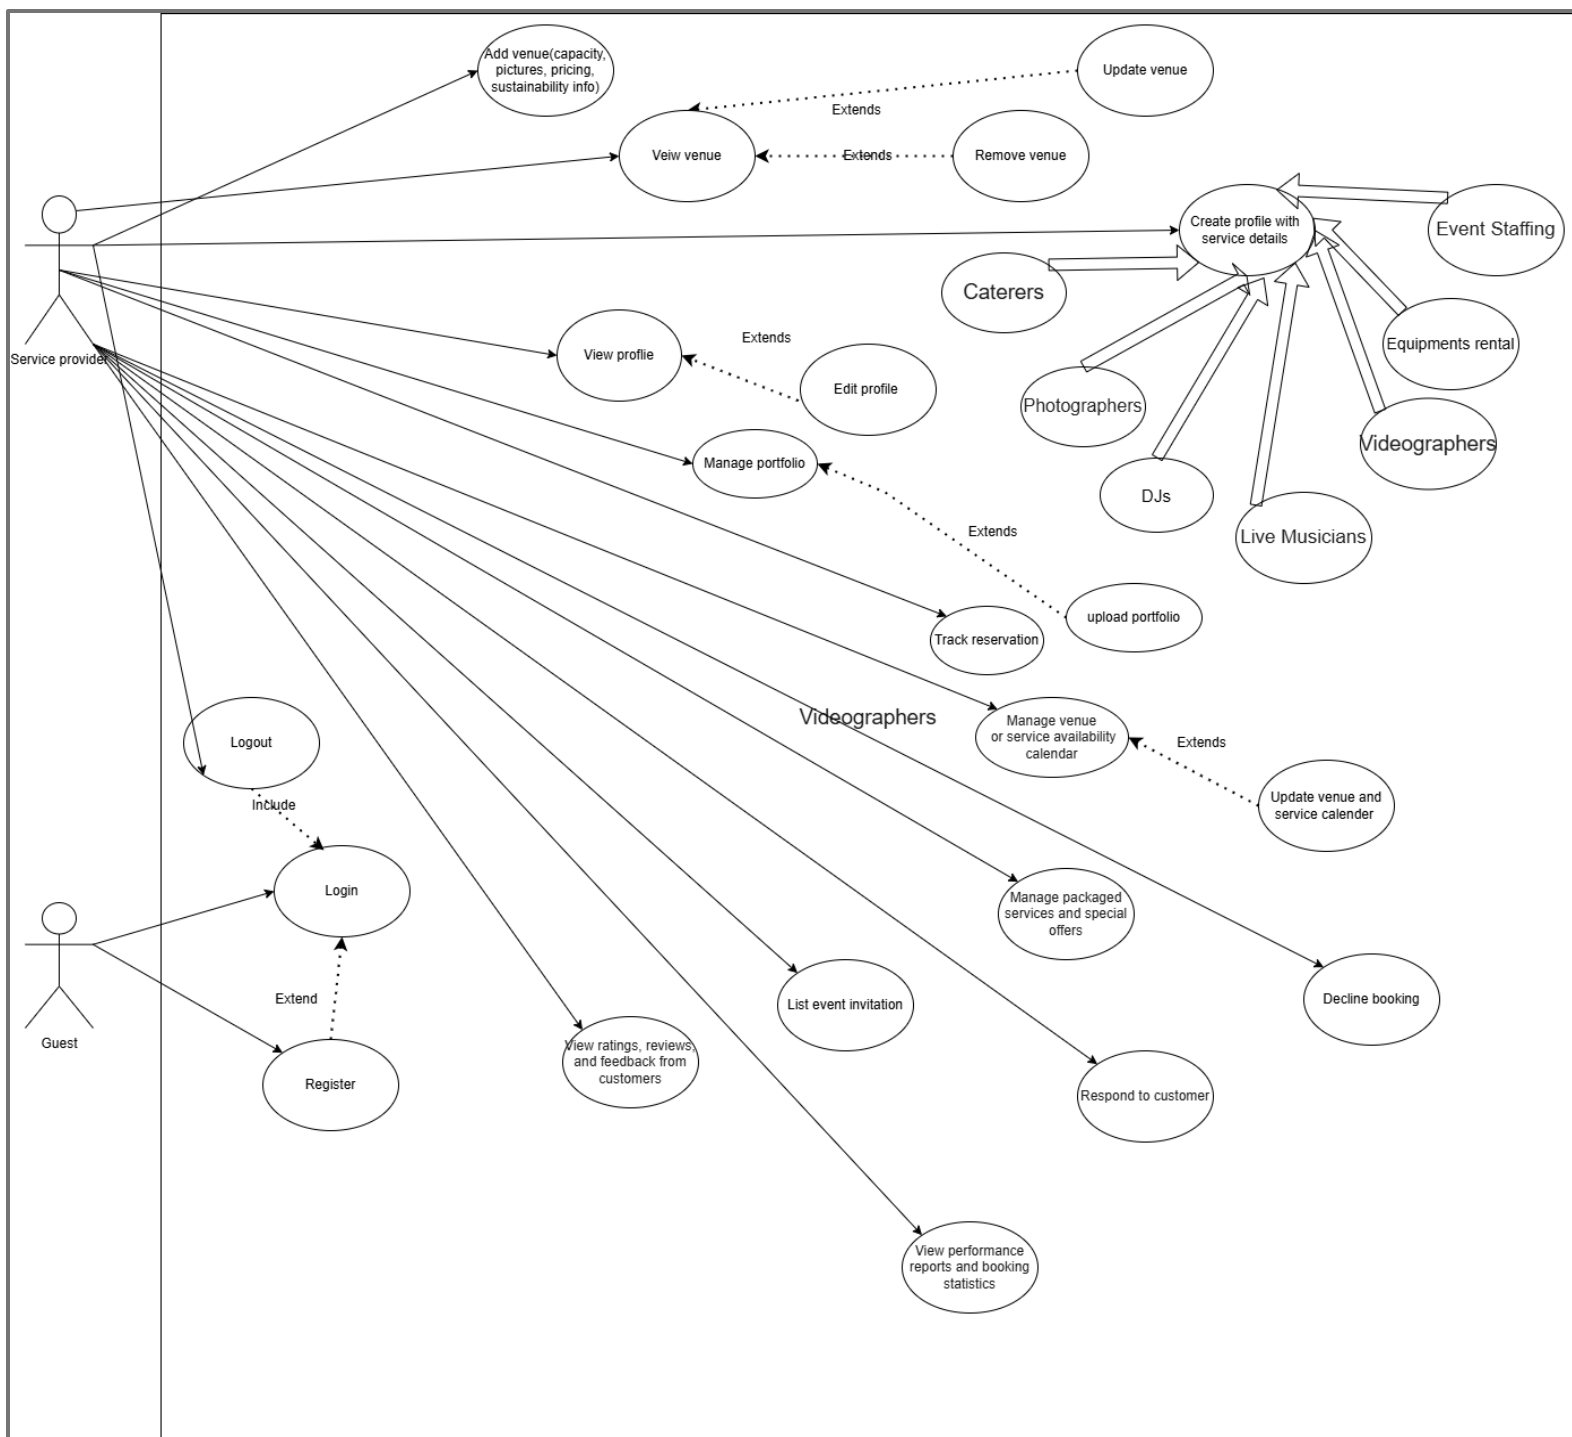 Add venue(capacity,
pictures, pricing,
sustainability info)
Update venue
Extends
Veiw venue
Extends
Remove venue
Create profile with
service details
Event Staffing
Caterers
Service provider
View proflie
Extends
Edit profile
Equipments rental
Photographers
Videographers
Manage portfolio
DJs
Live Musicians
Extends
upload portfolio
Track reservation
Videographers
Manage venue
or service availability
calendar
Extends
Logout
Include
Update venue and
service calender
Login
Manage packaged
services and special
offers
Extend
List event invitation
Decline booking
Guest
View ratings, reviews,
and feedback from
customers
Register
Respond to customer
View performance
reports and booking
statistics